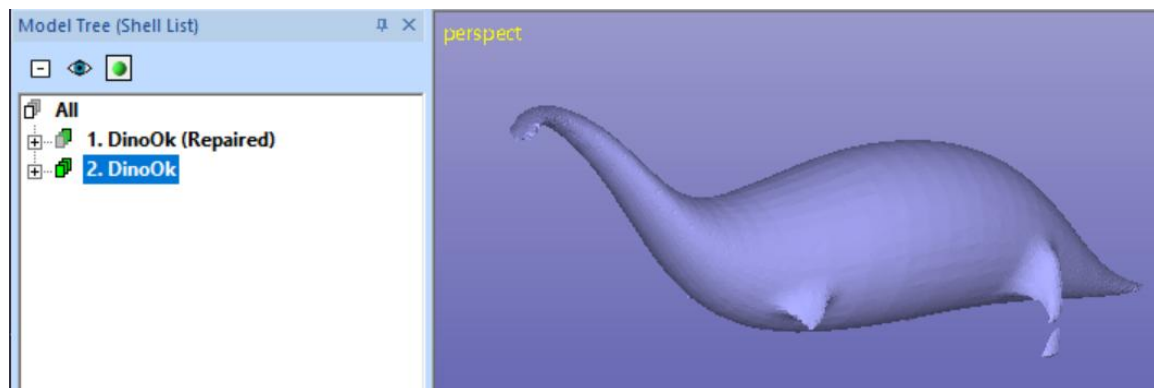 Model Tree (Shell List)
perspect
All
1. DinoOk (Repaired)
2. DinoOk